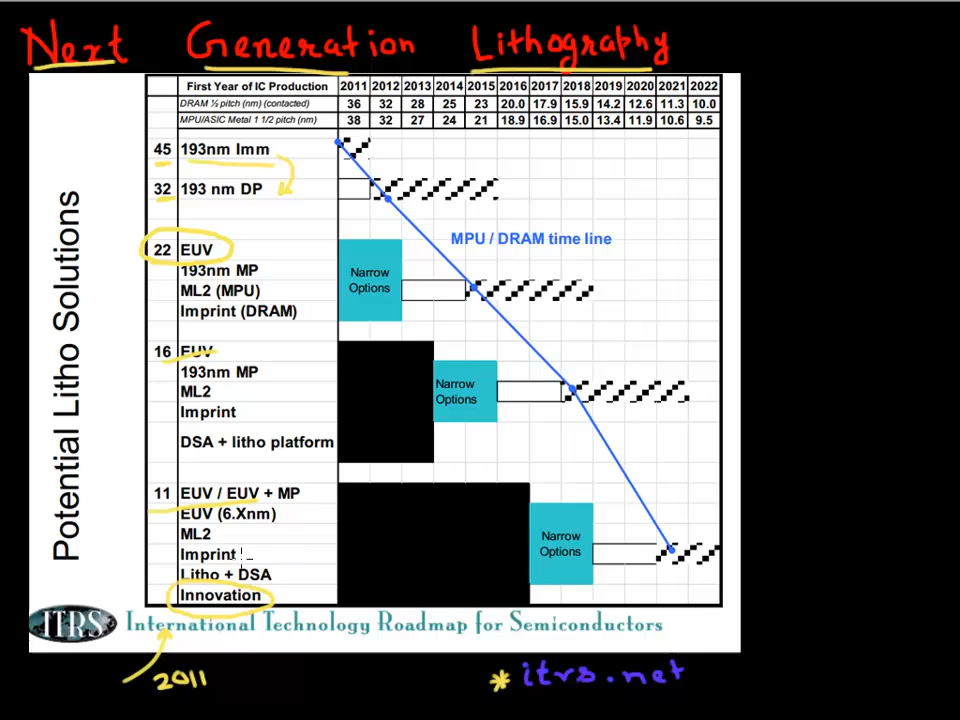 Next Generation Lithography
First Year of IC Production 2011 2012 2013 2014 2015 2016 2017 2018 2019 2020 2021 2022
DRAM ½ pitch (nm) (contacted) 36 32 28 25 23 20.0 17.9 15.9 14.2 12.6 11.3 10.0
MPU/ASIC Metal 1 1/2 pitch (nm) 38 32 27 24 21 18.9 16.9 15.0 13.4 11.9 10.6 9.5
Potential Litho Solutions
45 193nm Imm
32 193 nm DP
MPU / DRAM time line
22 EUV
193nm MP
ML2 (MPU)
Imprint (DRAM)
Narrow
Options
16 EUV
193nm MP
ML2
Imprint
DSA + litho platform
Narrow
Options
11 EUV / EUV + MP
EUV (6.Xnm)
ML2
Imprint
Litho + DSA
Innovation
Narrow
Options
ITRS International Technology Roadmap for Semiconductors
2011
* itrs.net